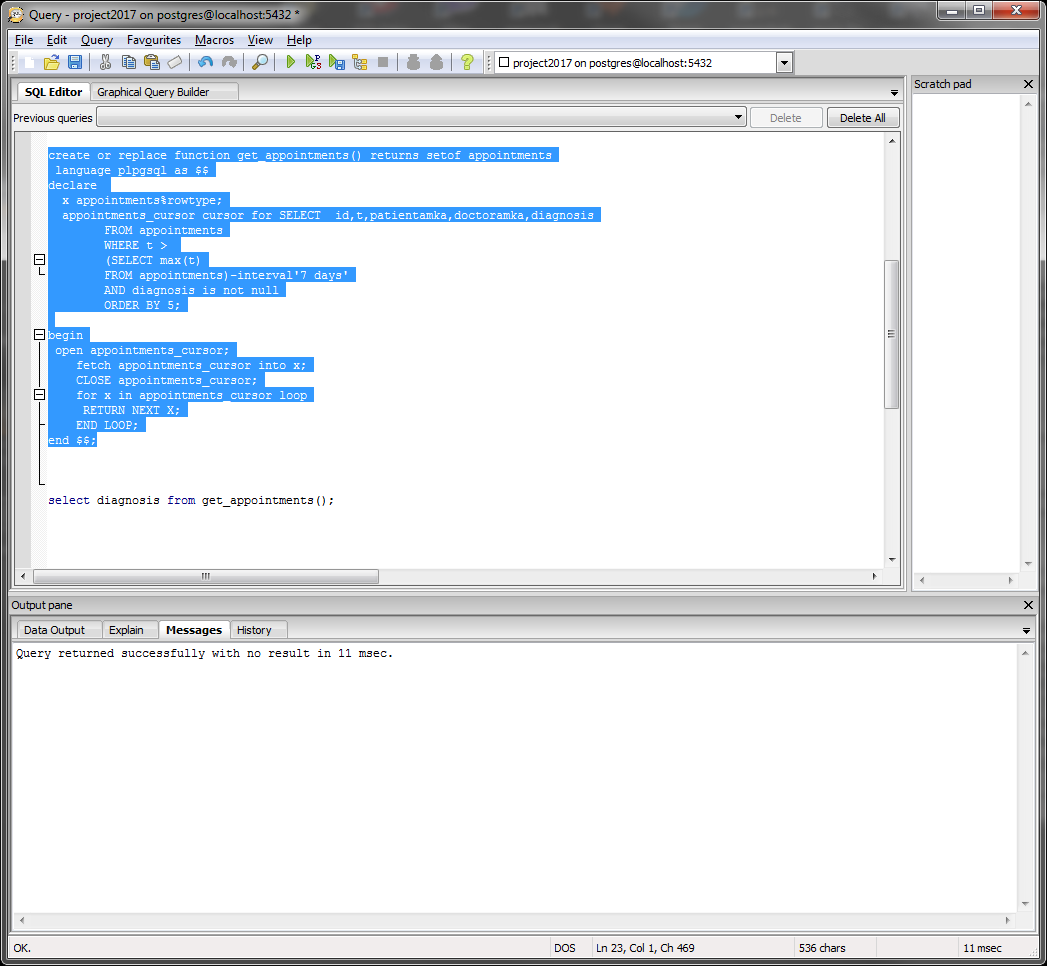 Query - project2017 on postgres@localhost:5432 *
File Edit Query Favourites Macros View Help
project2017 on postgres@localhost:5432
SQL Editor Graphical Query Builder
Scratch pad
Previous queries Delete Delete All
create or replace function get_appointments() returns setof appointments
language plpgsql as $$
declare
x appointments%rowtype;
appointments_cursor cursor for SELECT  id,t,patientamka,doctoramka,diagnosis
FROM appointments
WHERE t >
(SELECT max(t)
FROM appointments)-interval'7 days'
AND diagnosis is not null
ORDER BY 5;
begin
open appointments_cursor;
fetch appointments_cursor into x;
CLOSE appointments_cursor;
for x in appointments_cursor loop
RETURN NEXT X;
END LOOP;
end $$;
select diagnosis from get_appointments();
Output pane
Data Output Explain Messages History
Query returned successfully with no result in 11 msec.
OK. DOS Ln 23, Col 1, Ch 469 536 chars 11 msec